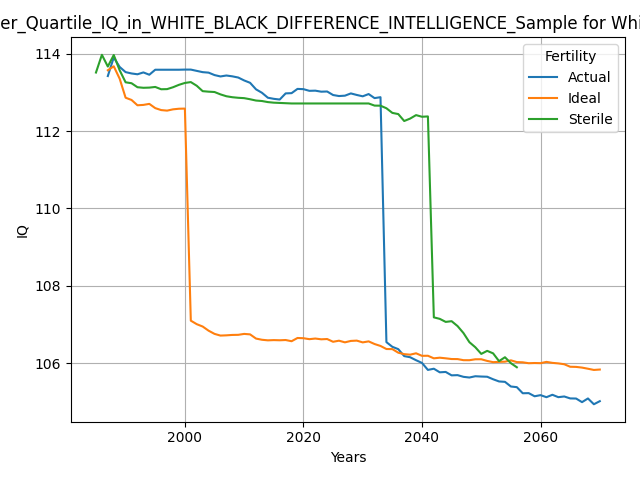 er_Quartile_IQ_in_WHITE_BLACK_DIFFERENCE_INTELLIGENCE_Sample for Whi
Fertility
Actual
Ideal
Sterile
114
112
110
108
106
IQ
2000
2020
2040
2060
Years